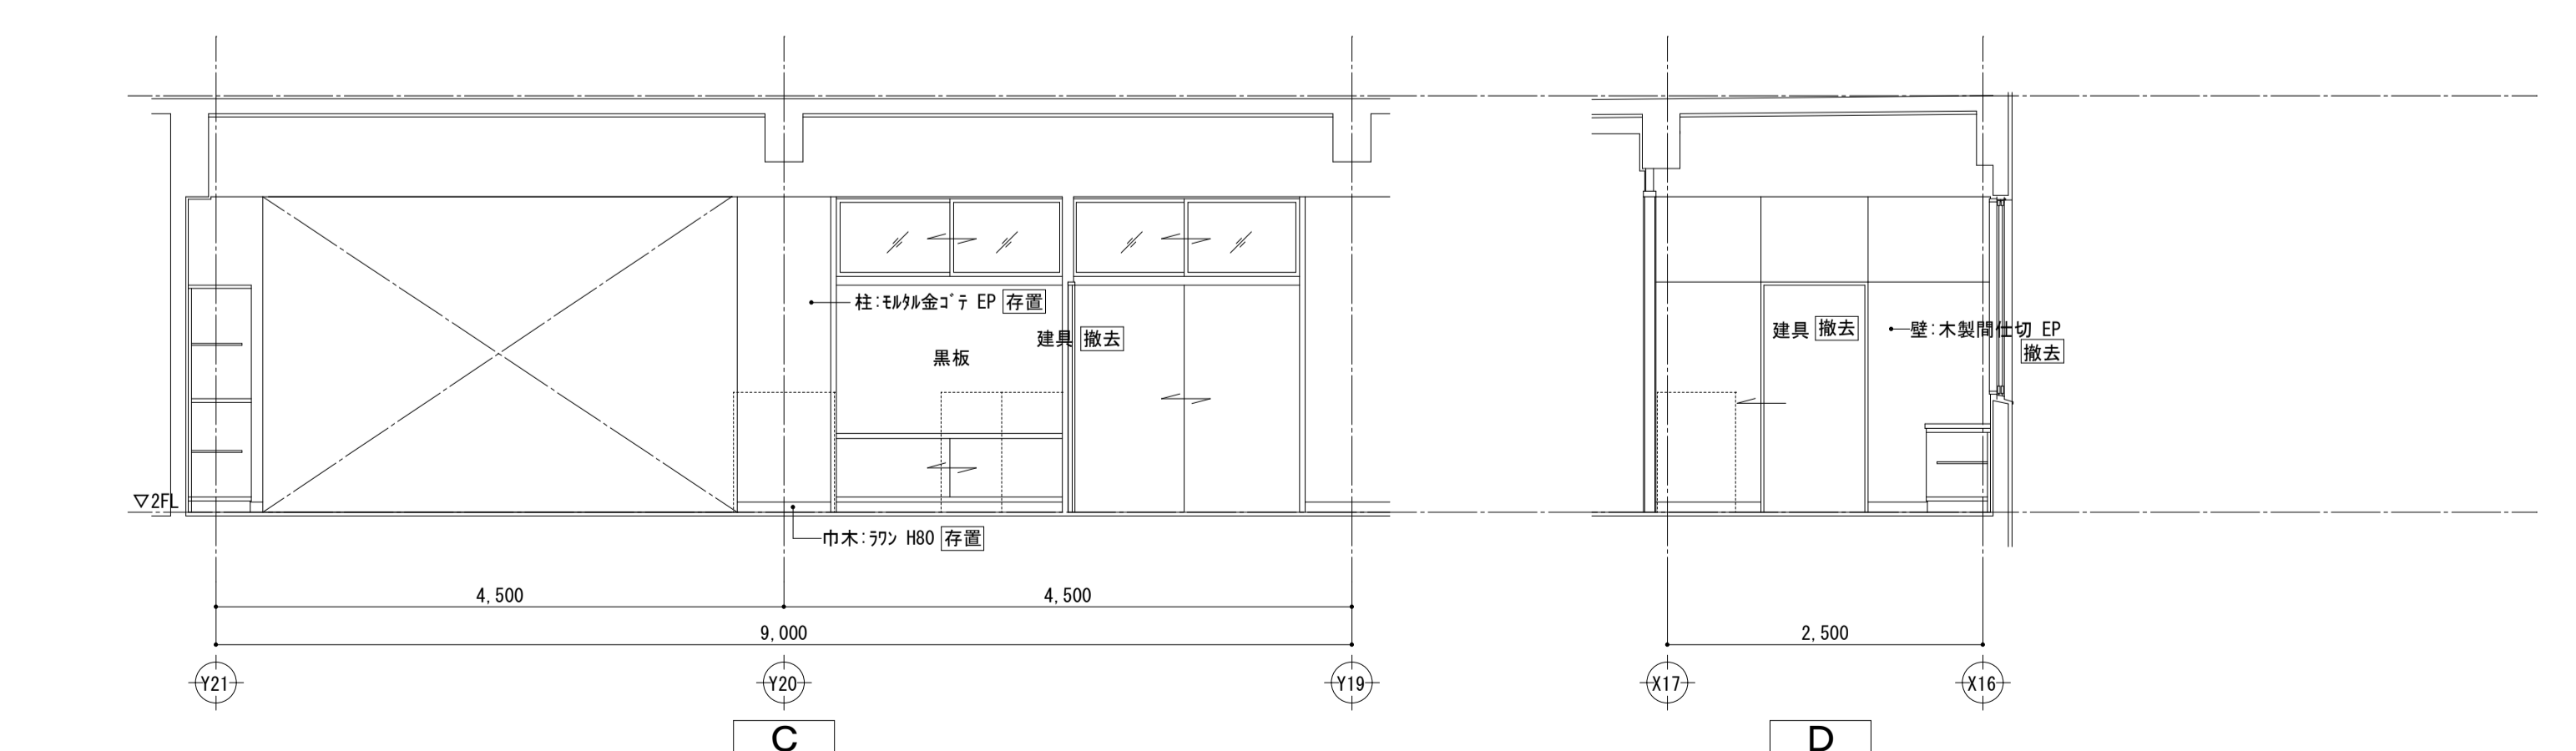 柱:ﾓﾙﾀﾙ金ｺﾞﾃ EP 存置
建具 撤去
黒板
建具 撤去
壁:木製間仕切 EP
撤去
▽2FL
巾木:ﾗﾜﾝ H80 存置
4,500
4,500
9,000
2,500
Y21
Y20
Y19
X17
X16
C
D